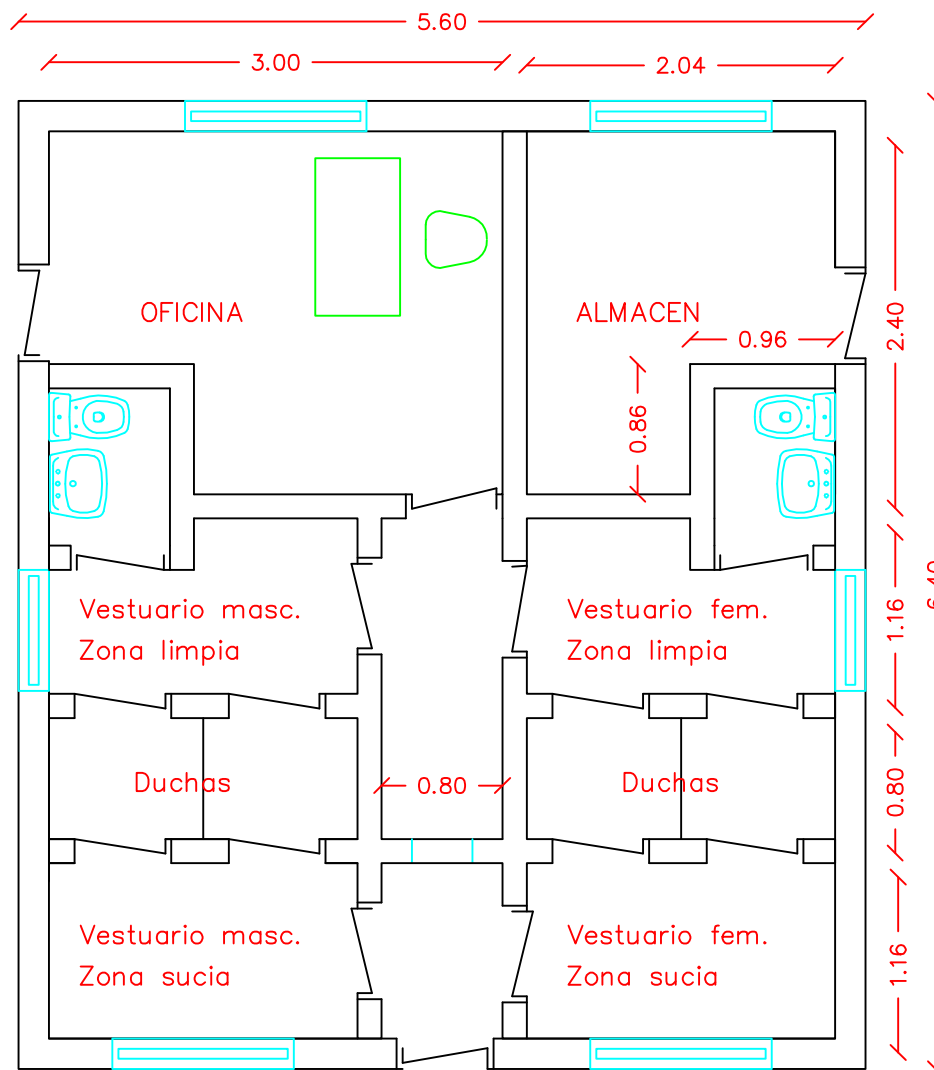 5.60
3.00
2.04
OFICINA
ALMACEN
0.96
2.40
0.86
Vestuario masc.
Zona limpia
Vestuario fem.
Zona limpia
1.16
Duchas
0.80
Duchas
0.80
Vestuario masc.
Zona sucia
Vestuario fem.
Zona sucia
1.16